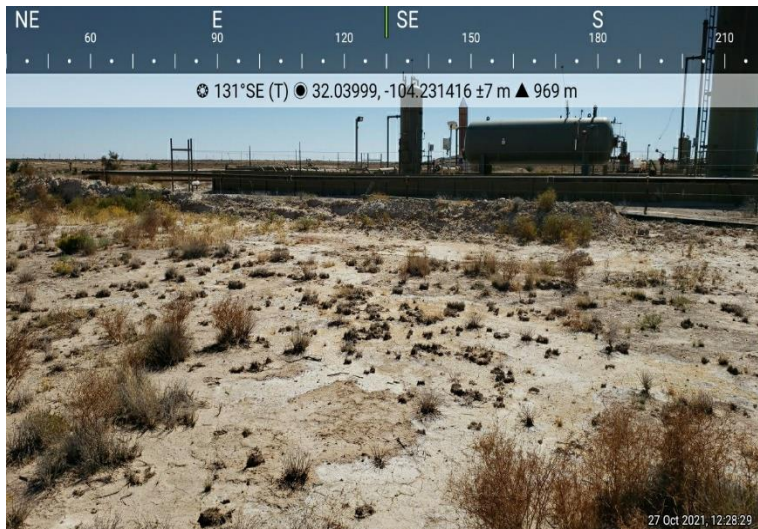 NE E SE S
60 90 120 150 180 210
131°SE (T) 32.03999, -104.231416 ±7 m ▲ 969 m
27 Oct 2021, 12:28:29